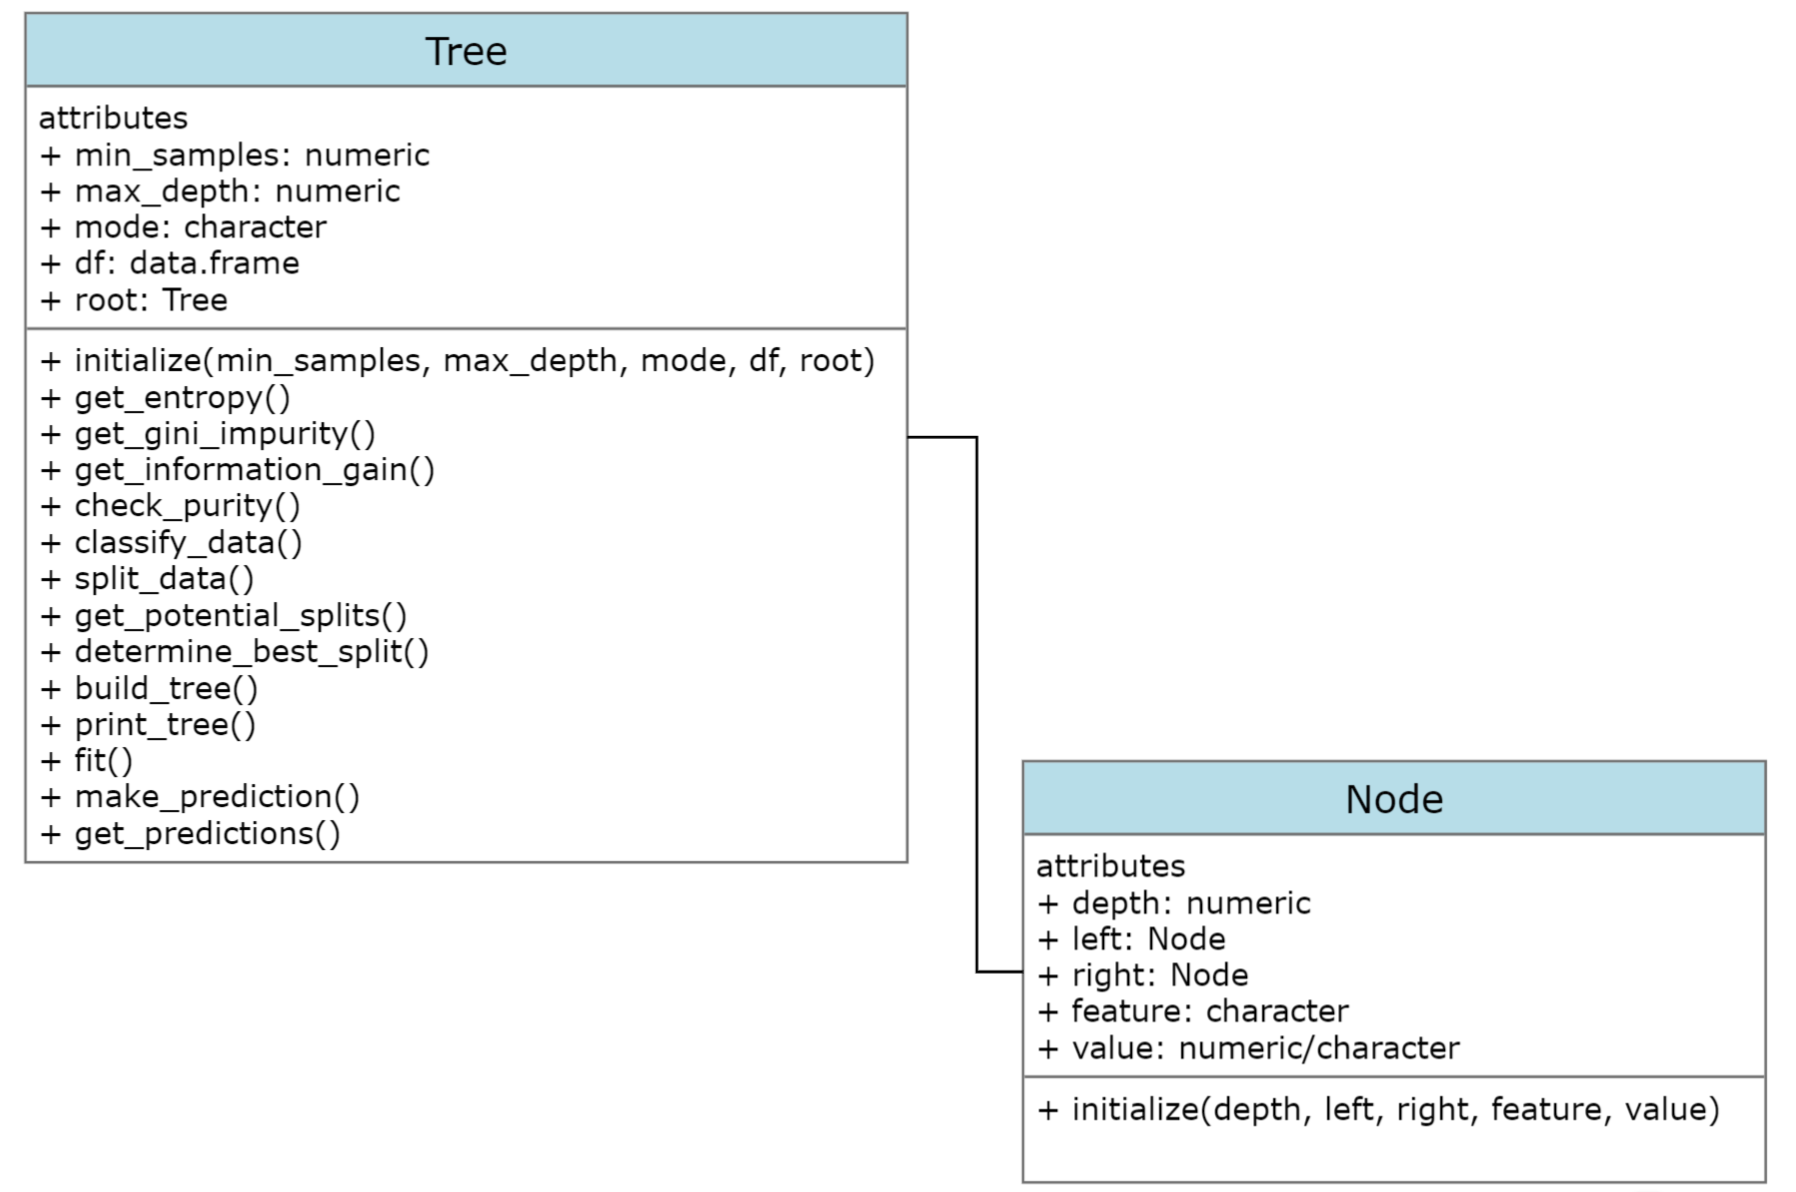 Tree
attributes
+ min_samples: numeric
+ max_depth: numeric
+ mode: character
+ df: data.frame
+ root: Tree
+ initialize(min_samples, max_depth, mode, df, root)
+ get_entropy()
+ get_gini_impurity()
+ get_information_gain()
+ check_purity()
+ classify_data()
+ split_data()
+ get_potential_splits()
+ determine_best_split()
+ build_tree()
+ print_tree()
+ fit()
+ make_prediction()
+ get_predictions()
Node
attributes
+ depth: numeric
+ left: Node
+ right: Node
+ feature: character
+ value: numeric/character
+ initialize(depth, left, right, feature, value)